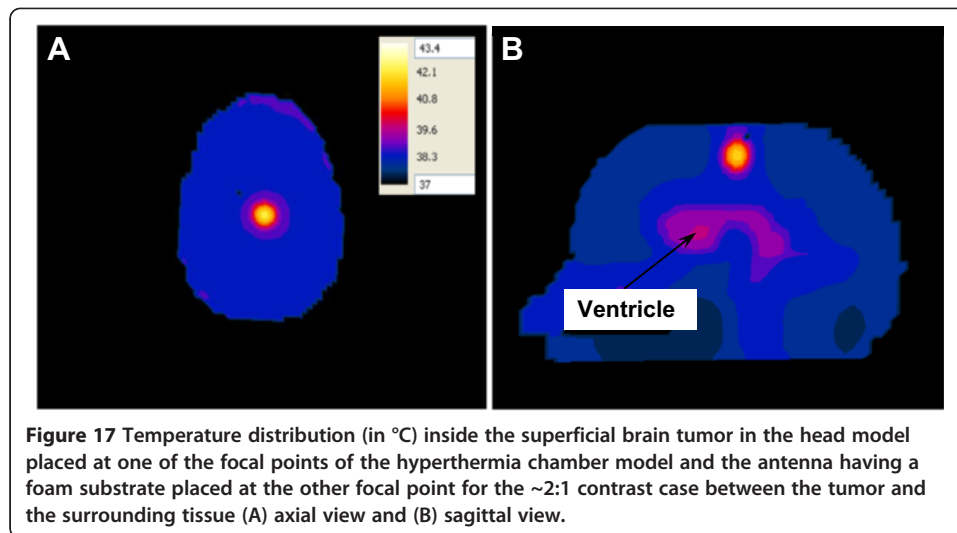 A
43.4
42.1
40.8
39.6
38.3
37
B
Ventricle
Figure 17 Temperature distribution (in °C) inside the superficial brain tumor in the head model
placed at one of the focal points of the hyperthermia chamber model and the antenna having a
foam substrate placed at the other focal point for the ~2:1 contrast case between the tumor and
the surrounding tissue (A) axial view and (B) sagittal view.